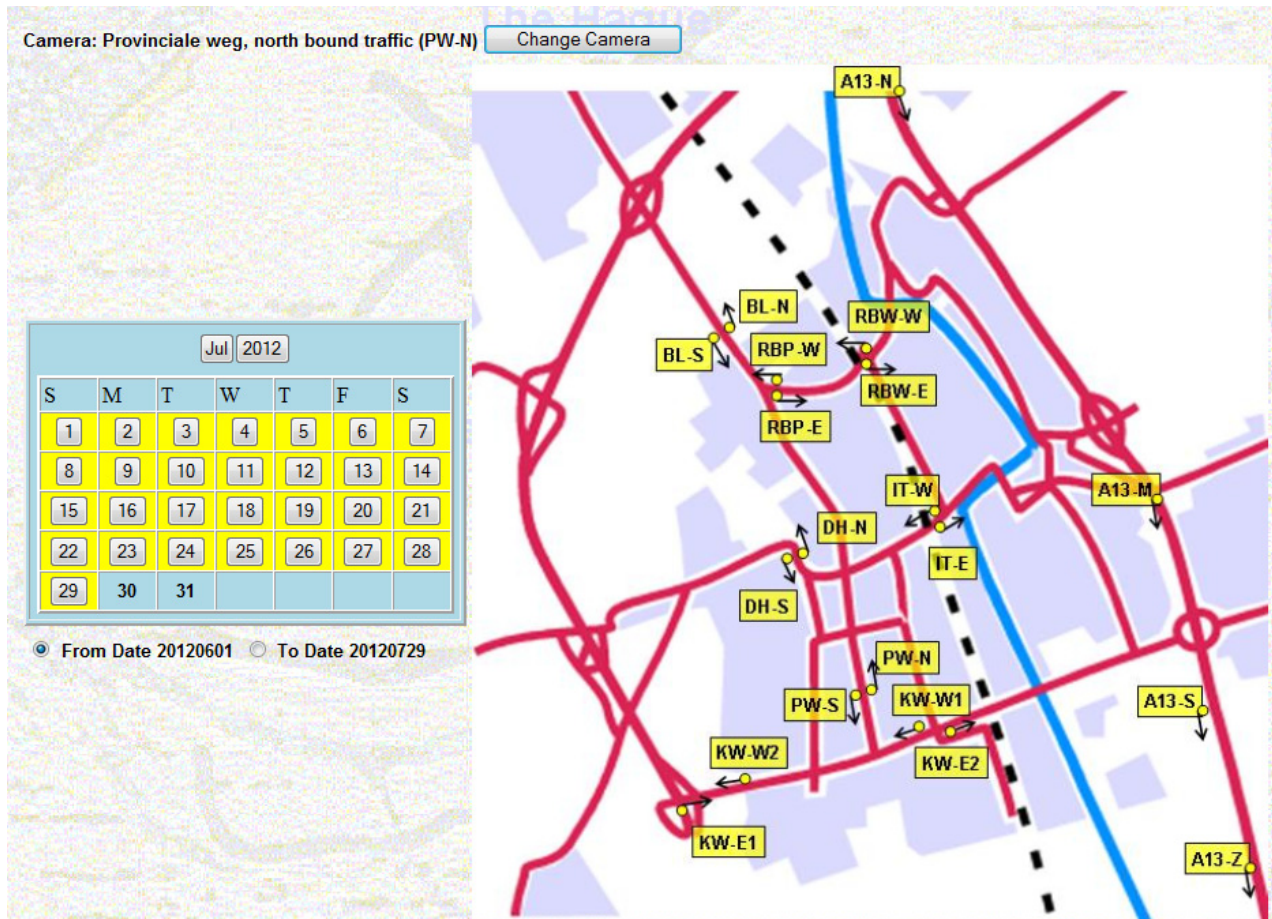 The Hague
Camera: Provinciale weg, north bound traffic (PW-N) Change Camera
A13-N
BL-N
RBW-W
BL-S
RBP-W
RBW-E
RBP-E
IT-W
A13-M
DH-N
IT-E
DH-S
PW-N
PW-S
KW-W1
A13-S
KW-W2
KW-E2
KW-E1
A13-Z
Jul 2012
S M T W T F S
1 2 3 4 5 6 7
8 9 10 11 12 13 14
15 16 17 18 19 20 21
22 23 24 25 26 27 28
29 30 31
From Date 20120601 To Date 20120729